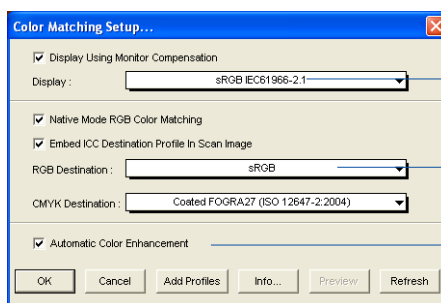 Color Matching Setup...
Display Using Monitor Compensation
Display : sRGB IEC61966-2.1
Native Mode RGB Color Matching
Embed ICC Destination Profile In Scan Image
RGB Destination : sRGB
CMYK Destination : Coated FOGRA27 (ISO 12647-2:2004)
Automatic Color Enhancement
OK Cancel Add Profiles Info... Preview Refresh